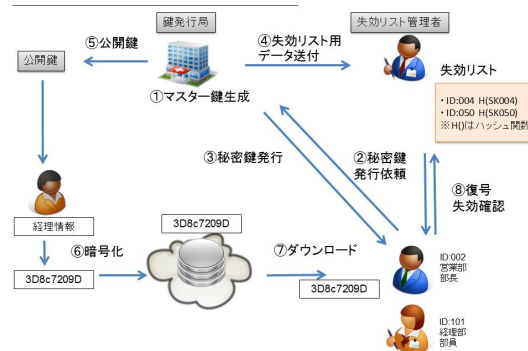 鍵発行局
失効リスト管理者
⑤公開鍵
④失効リスト用
データ送付
公開鍵
失効リスト
①マスター鍵生成
・ID:004 H(SK004)
・ID:050 H(SK050)
※H()はハッシュ関数
③秘密鍵発行
②秘密鍵
発行依頼
⑧復号
失効確認
3D8c7209D
経理情報
⑥暗号化
⑦ダウンロード
3D8c7209D
3D8c7209D
ID:002
営業部
部長
ID:101
経理部
部員